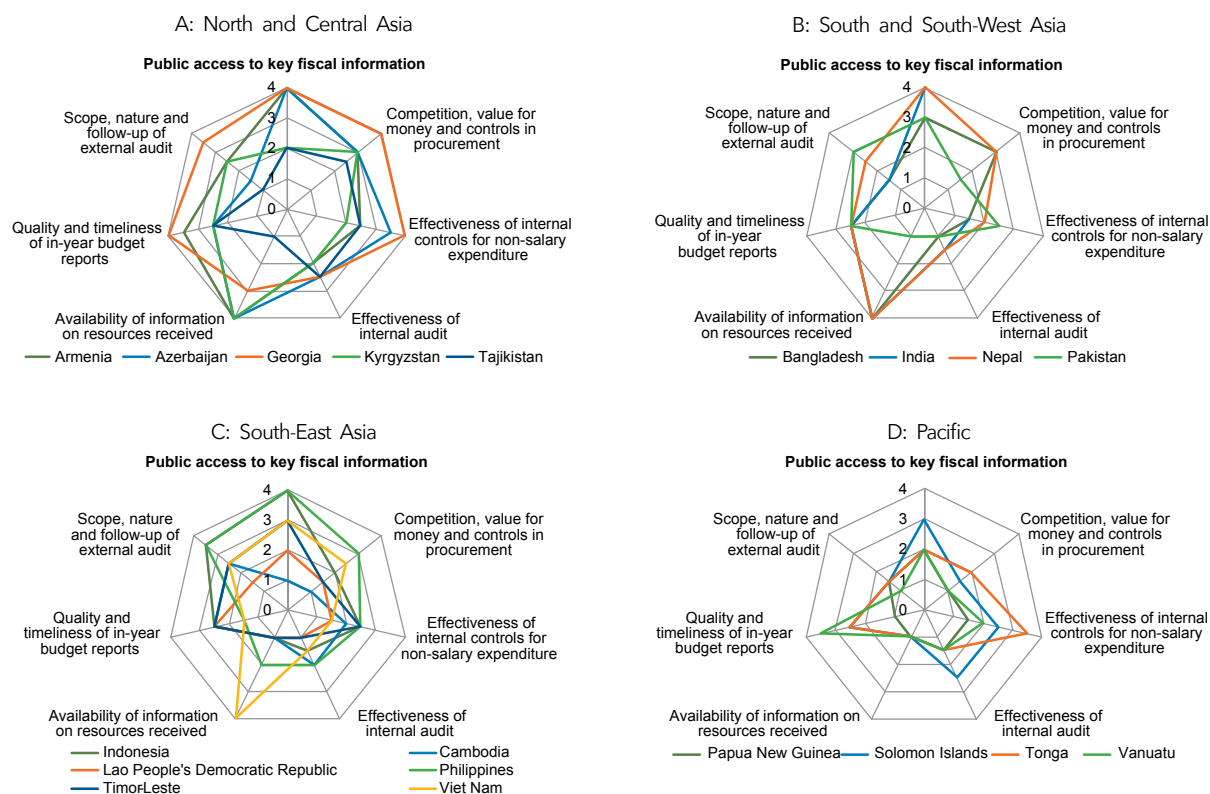 A: North and Central Asia
Public access to key fiscal information
4
3
2
1
0
Competition, value for
money and controls in
procurement
Effectiveness of internal
controls for non-salary
expenditure
Effectiveness of
internal audit
Availability of information
on resources received
Quality and timeliness
of in-year budget
reports
Scope, nature and
follow-up of
external audit
Armenia Azerbaijan Georgia Kyrgyzstan Tajikistan
B: South and South-West Asia
Public access to key fiscal information
4
3
2
1
0
Competition, value for
money and controls
in procurement
Effectiveness of internal
controls for non-salary
expenditure
Effectiveness of
internal audit
Availability of information
on resources received
Quality and timeliness
of in-year budget
reports
Scope, nature and
follow-up of
external audit
Bangladesh India Nepal Pakistan
C: South-East Asia
Public access to key fiscal information
4
3
2
1
0
Competition, value for
money and controls in
procurement
Effectiveness of
internal controls for
non-salary expenditure
Effectiveness of
internal audit
Availability of information
on resources received
Quality and
timeliness of in-year
budget reports
Scope, nature
and follow-up of
external audit
Indonesia Cambodia
Lao People's Democratic Republic Philippines
Timor-Leste Viet Nam
D: Pacific
Public access to key fiscal information
4
3
2
1
0
Competition, value for
money and controls
in procurement
Effectiveness of internal
controls for non-salary
expenditure
Effectiveness of
internal audit
Availability of information on
resources received
Quality and
timeliness of in-year
budget reports
Scope, nature and
follow-up of
external audit
Papua New Guinea Solomon Islands Tonga Vanuatu